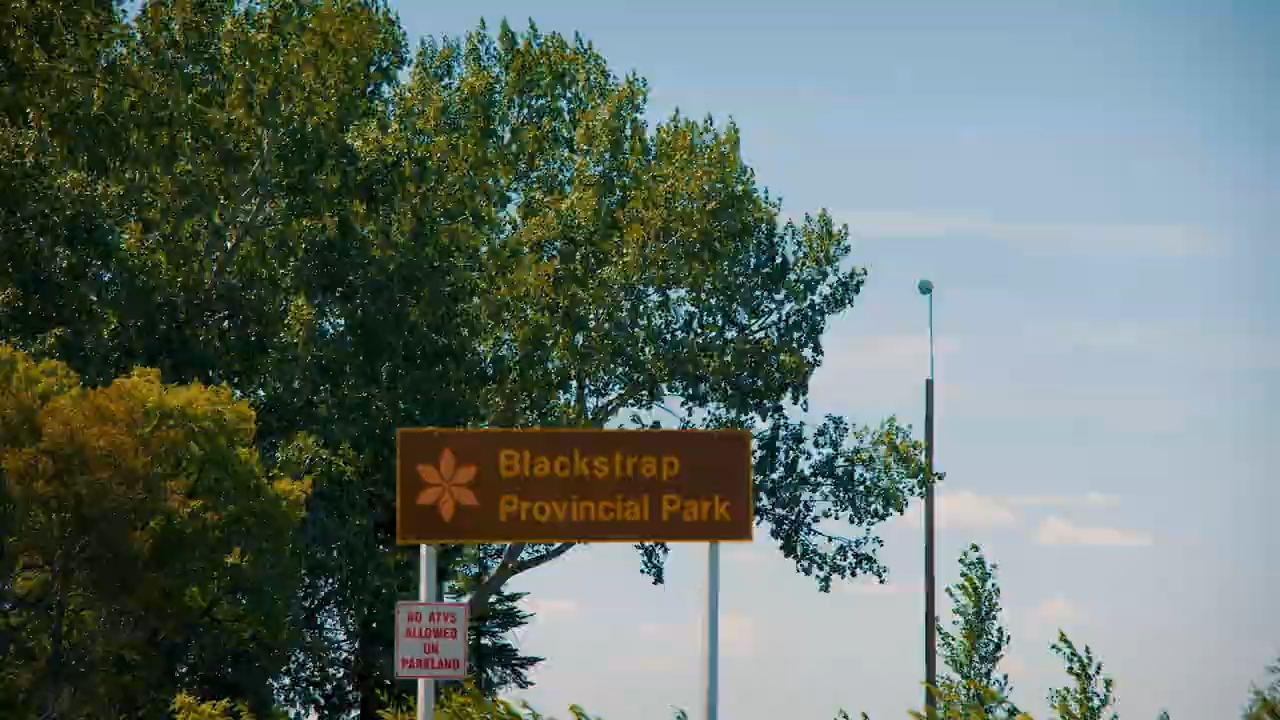 Blackstrap
Provincial Park
NO ATVS
ALLOWED
ON
PARKLAND